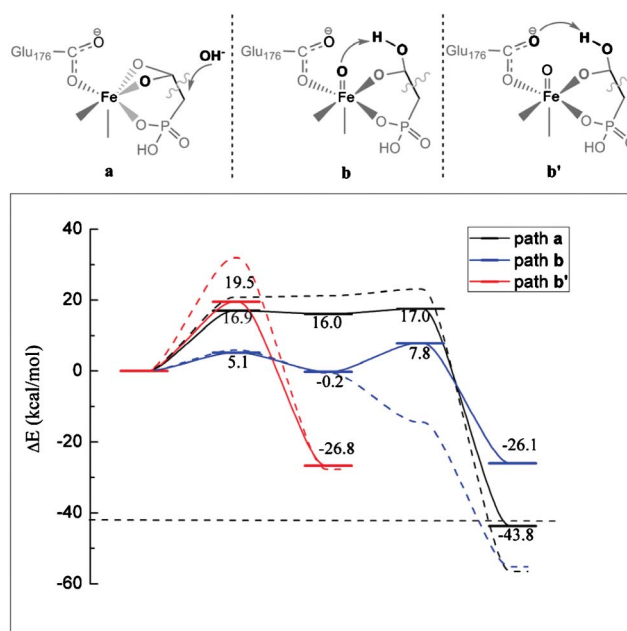 Glu176
O
⊖
O
O
O
OH-
Fe
O
P
O
HO
a
Glu176
O
⊖
O
O
H
O
O
Fe
O
P
O
HO
b
Glu176
O
⊖
O
O
H
O
O
Fe
O
P
O
HO
b'
ΔE (kcal/mol)
40
20
0
-20
-40
-60
path a
path b
path b'
19.5
16.9
16.0
17.0
5.1
-0.2
7.8
-26.8
-26.1
-43.8